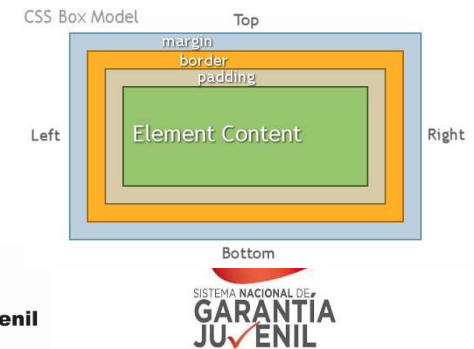 CSS Box Model
Top
margin
border
padding
Left
Element Content
Right
Bottom
enil
SISTEMA NACIONAL DE
GARANTÍA
JUVENIL